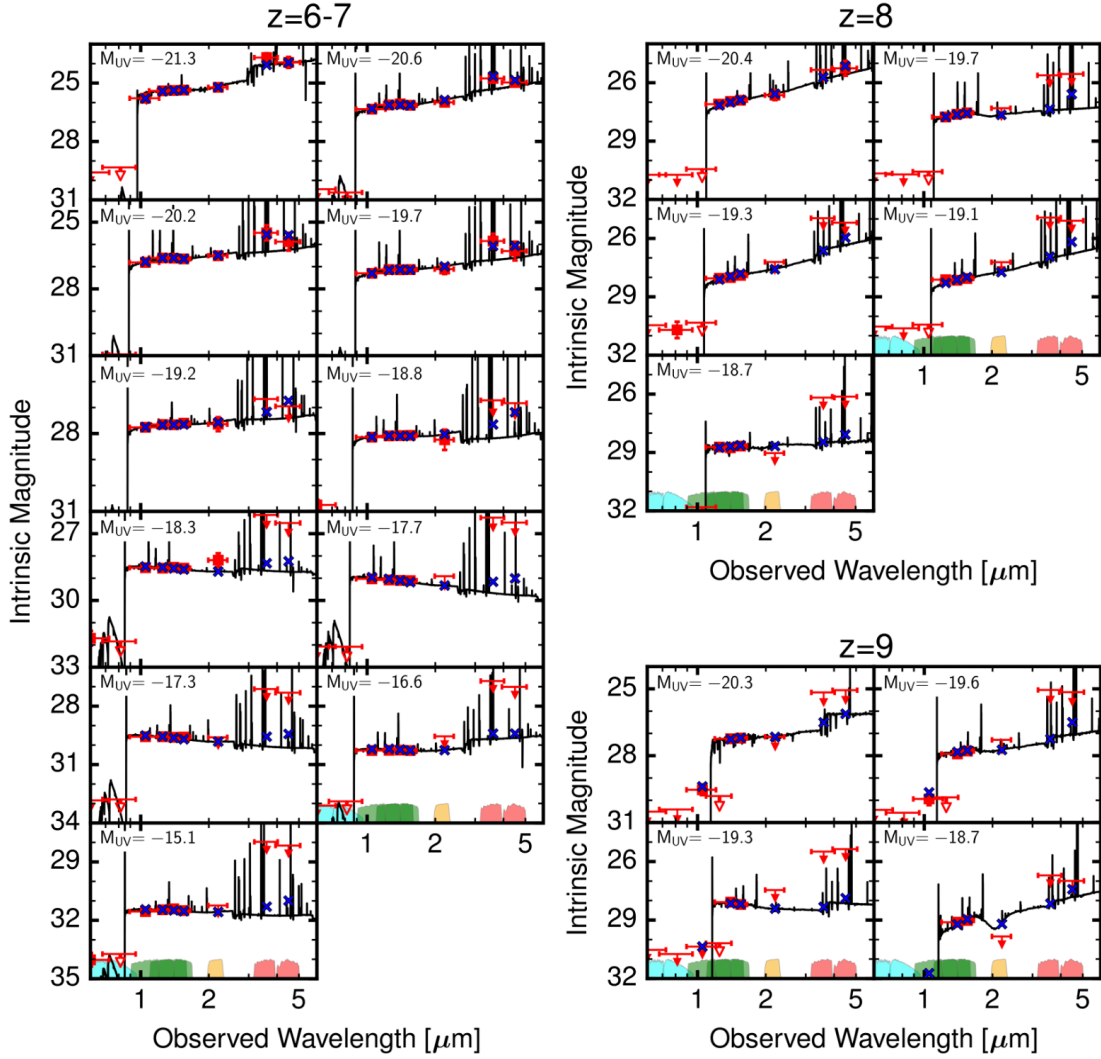 z=6-7
M_UV= −21.3
M_UV= −20.6
25
28
31
M_UV= −20.2
M_UV= −19.7
25
28
31
M_UV= −19.2
M_UV= −18.8
28
31
M_UV= −18.3
M_UV= −17.7
27
30
33
M_UV= −17.3
M_UV= −16.6
28
31
34
1
2
5
M_UV= −15.1
29
32
35
1
2
5
Intrinsic Magnitude
Observed Wavelength [μm]
z=8
M_UV= −20.4
M_UV= −19.7
26
29
32
M_UV= −19.3
M_UV= −19.1
26
29
32
1
2
5
M_UV= −18.7
26
29
32
1
2
5
Intrinsic Magnitude
Observed Wavelength [μm]
z=9
M_UV= −20.3
M_UV= −19.6
25
28
31
M_UV= −19.3
M_UV= −18.7
26
29
32
1
2
5
1
2
5
Intrinsic Magnitude
Observed Wavelength [μm]